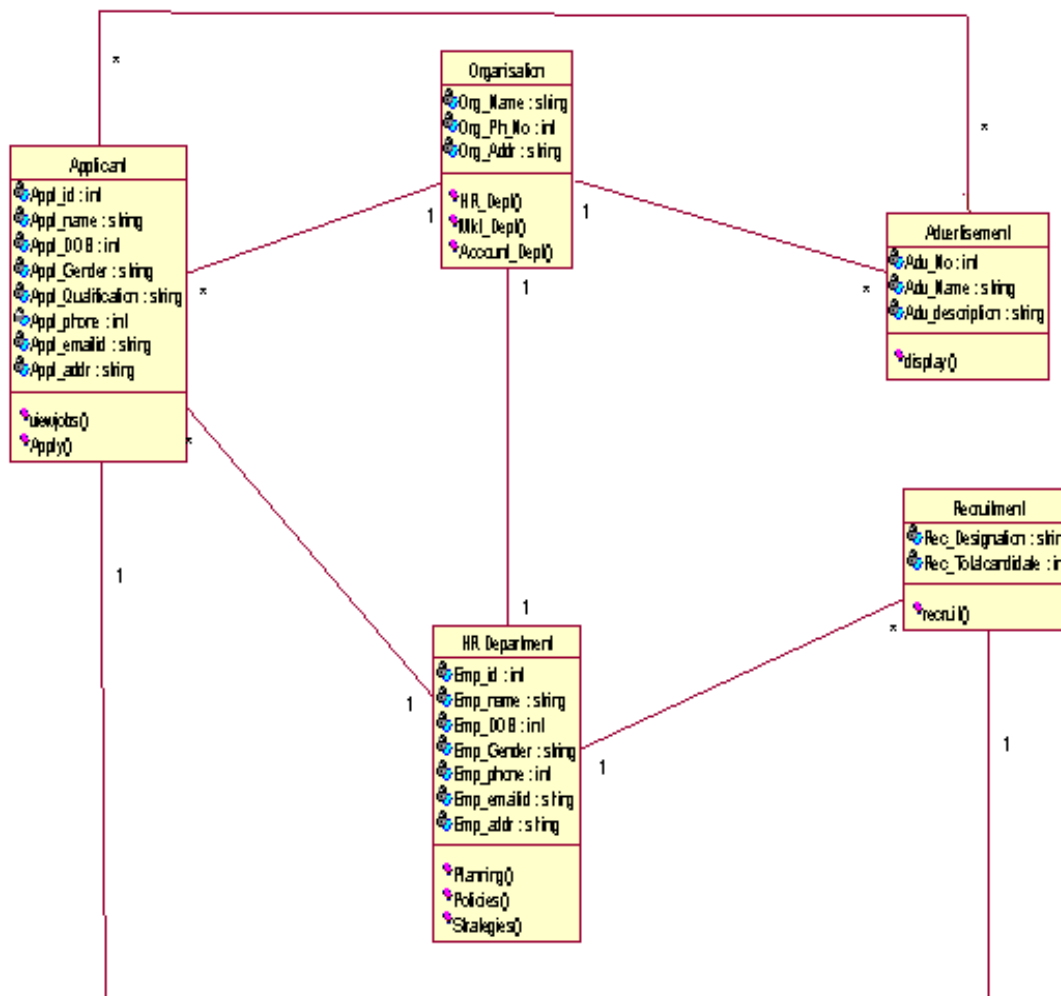 *
Organisation
Org_Name : string
Org_Ph_No : int
Org_Addr : string
HR_Dept()
Mkt_Dept()
Account_Dept()
*
Applicant
Appl_id : int
Appl_name : string
Appl_DOB : int
Appl_Gender : string
Appl_Qualification : string
Appl_phone : int
Appl_emailid : string
Appl_addr : string
viewjobs()
Apply()
1
1
*
1
*
Advertisement
Adv_No : int
Adv_Name : string
Adv_description : string
display()
*
1
1
1
Recruitment
Rec_Designation : strin
Rec_Totalcandidate : in
recruit()
*
HR Department
Emp_id : int
Emp_name : string
Emp_DOB : int
Emp_Gender : string
Emp_phone : int
Emp_emailid : string
Emp_addr : string
Planning()
Policies()
Strategies()
1
1
1